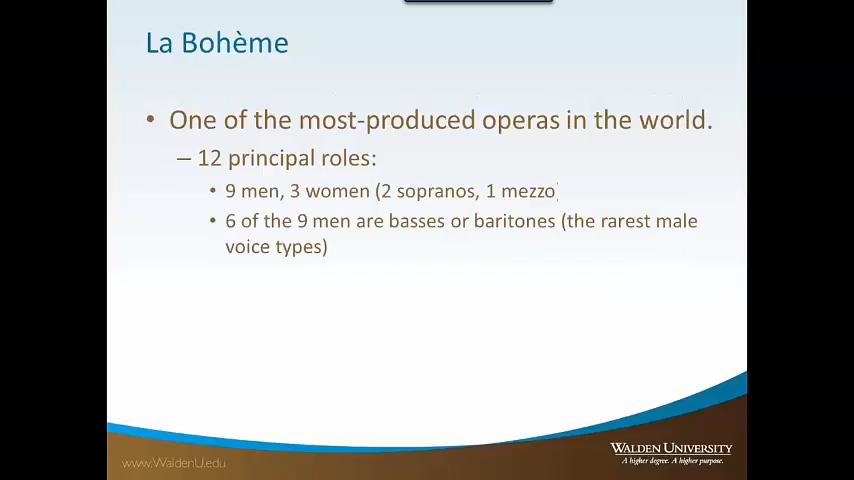 La Bohème
• One of the most-produced operas in the world.
– 12 principal roles:
• 9 men, 3 women (2 sopranos, 1 mezzo)
• 6 of the 9 men are basses or baritones (the rarest male
voice types)
www.WaldenU.edu
WALDEN UNIVERSITY
A higher degree. A higher purpose.